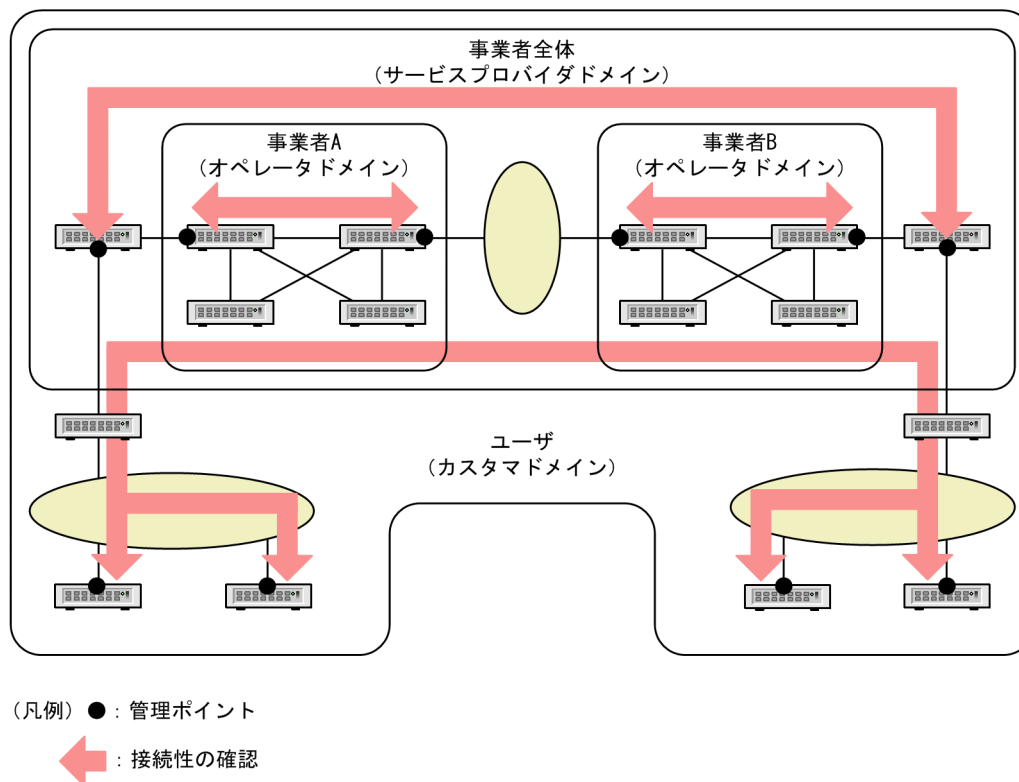 事業者全体
（サービスプロバイダドメイン）
事業者A
（オペレータドメイン）
事業者B
（オペレータドメイン）
ユーザ
（カスタマドメイン）
（凡例）●：管理ポイント
：接続性の確認